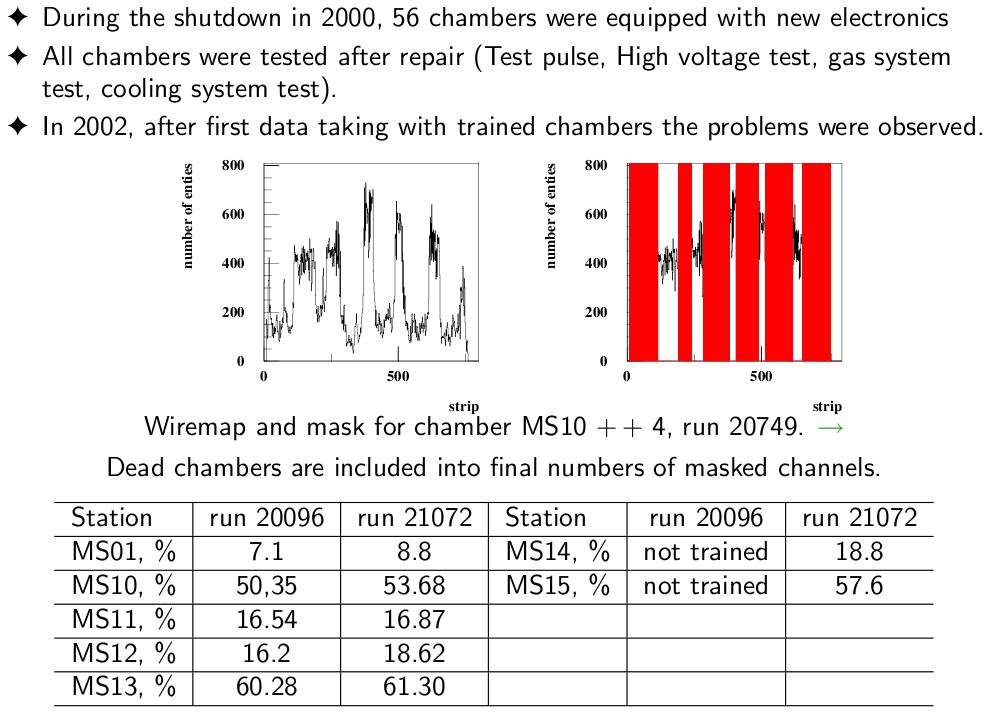 ✦ During the shutdown in 2000, 56 chambers were equipped with new electronics
✦ All chambers were tested after repair (Test pulse, High voltage test, gas system
test, cooling system test).
✦ In 2002, after first data taking with trained chambers the problems were observed.
number of enties
800
600
400
200
0
0
500
strip
number of enties
800
600
400
200
0
0
500
strip
Wiremap and mask for chamber MS10 ++ 4, run 20749. →
Dead chambers are included into final numbers of masked channels.
Station run 20096 run 21072 Station run 20096 run 21072
MS01, % 7.1 8.8 MS14, % not trained 18.8
MS10, % 50,35 53.68 MS15, % not trained 57.6
MS11, % 16.54 16.87
MS12, % 16.2 18.62
MS13, % 60.28 61.30